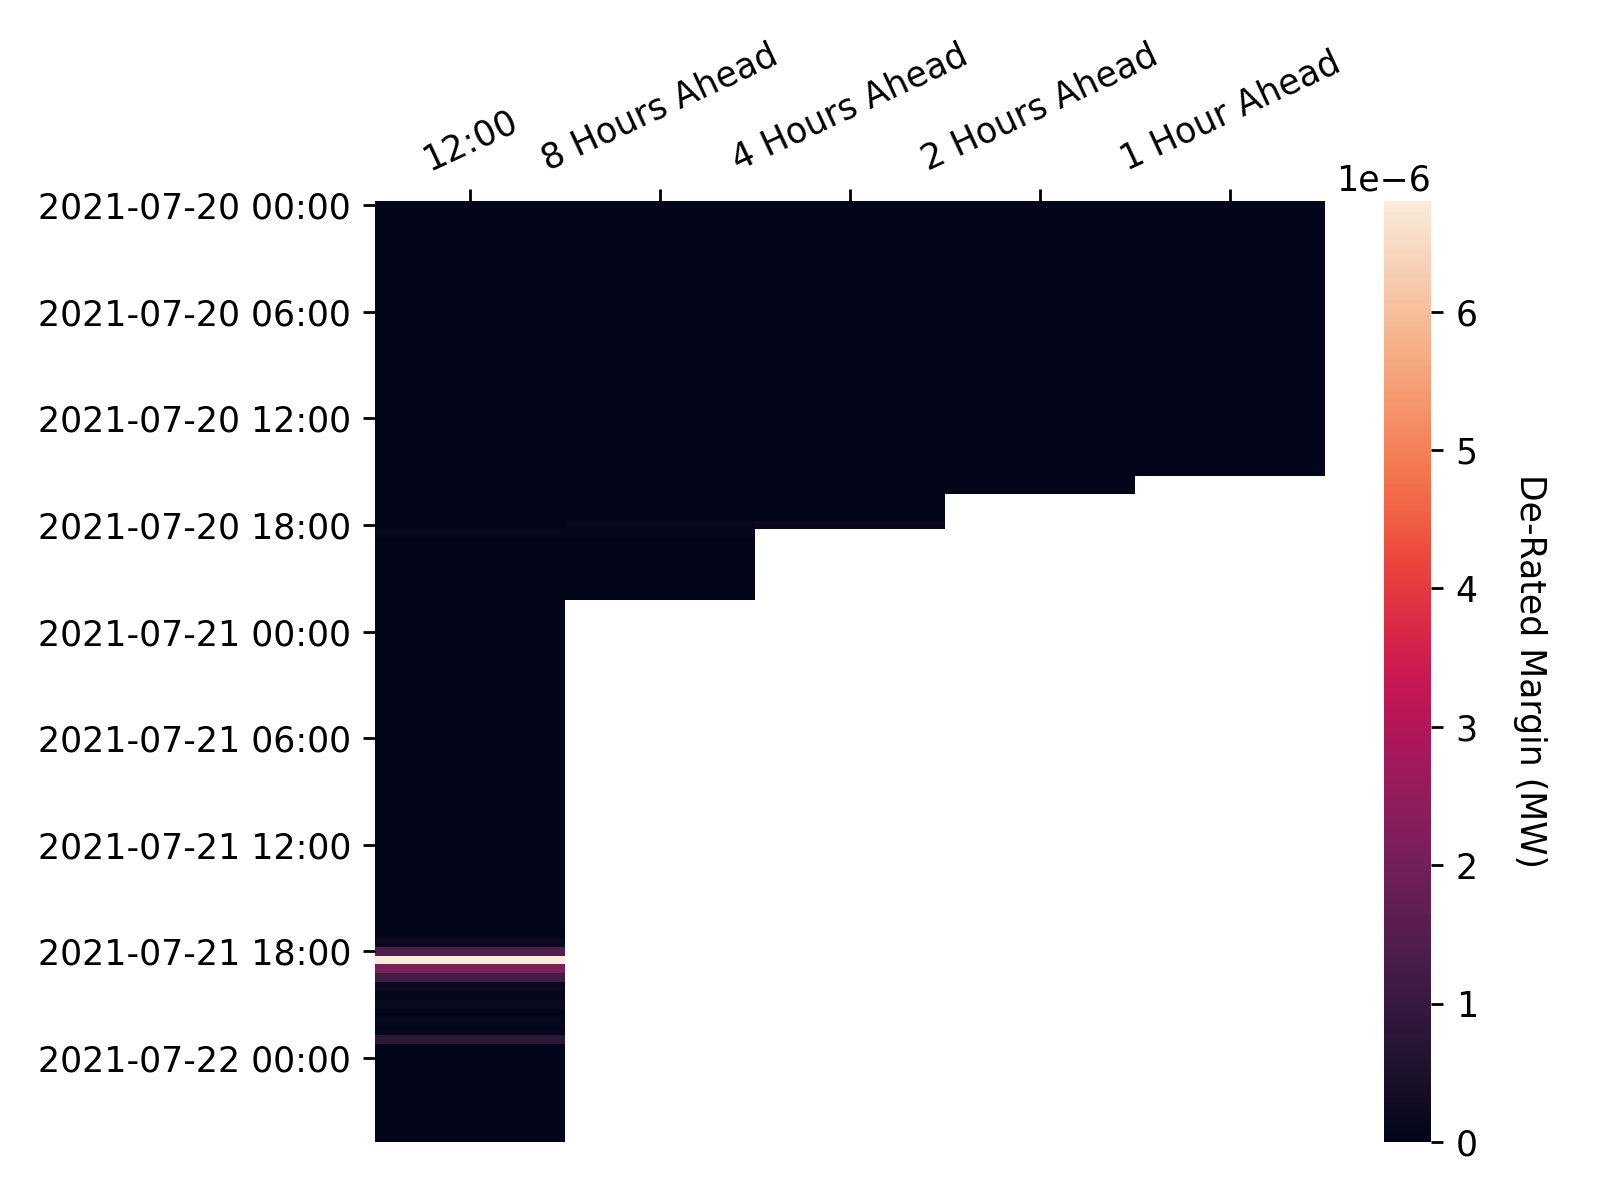 12:00
8 Hours Ahead
4 Hours Ahead
2 Hours Ahead
1 Hour Ahead
2021-07-20 00:00
2021-07-20 06:00
2021-07-20 12:00
2021-07-20 18:00
2021-07-21 00:00
2021-07-21 06:00
2021-07-21 12:00
2021-07-21 18:00
2021-07-22 00:00
1e−6
6
5
4
3
2
1
0
De-Rated Margin (MW)